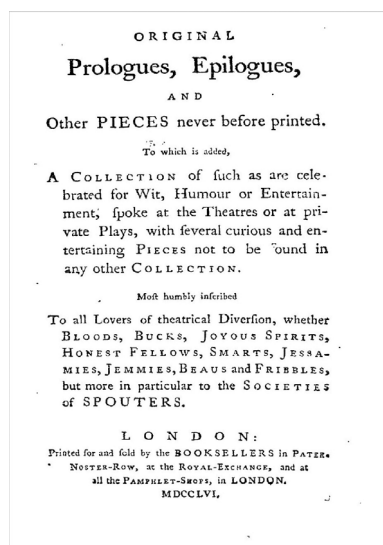 ORIGINAL
Prologues, Epilogues,
AND
Other PIECES never before printed.
To which is added,
A COLLECTION of ſuch as are cele-
brated for Wit, Humour or Entertain-
ment, ſpoke at the Theatres or at pri-
vate Plays, with ſeveral curious and en-
tertaining PIECES not to be ound in
any other COLLECTION.
Moſt humbly inſcribed
To all Lovers of theatrical Diverſion, whether
BLOODS, BUCKS, JOYOUS SPIRITS,
HONEST FELLOWS, SMARTS, JESSA-
MIES, JEMMIES, BEAUS and FRIBBLES,
but more in particular to the SOCIETIES
of SPOUTERS.
LONDON:
Printed for and ſold by the BOOKSELLERS in PATER-
NOSTER-ROW, at the ROYAL-EXCHANGE, and at
all the PAMPHLET-SHOPS, in LONDON.
MDCCLVI.